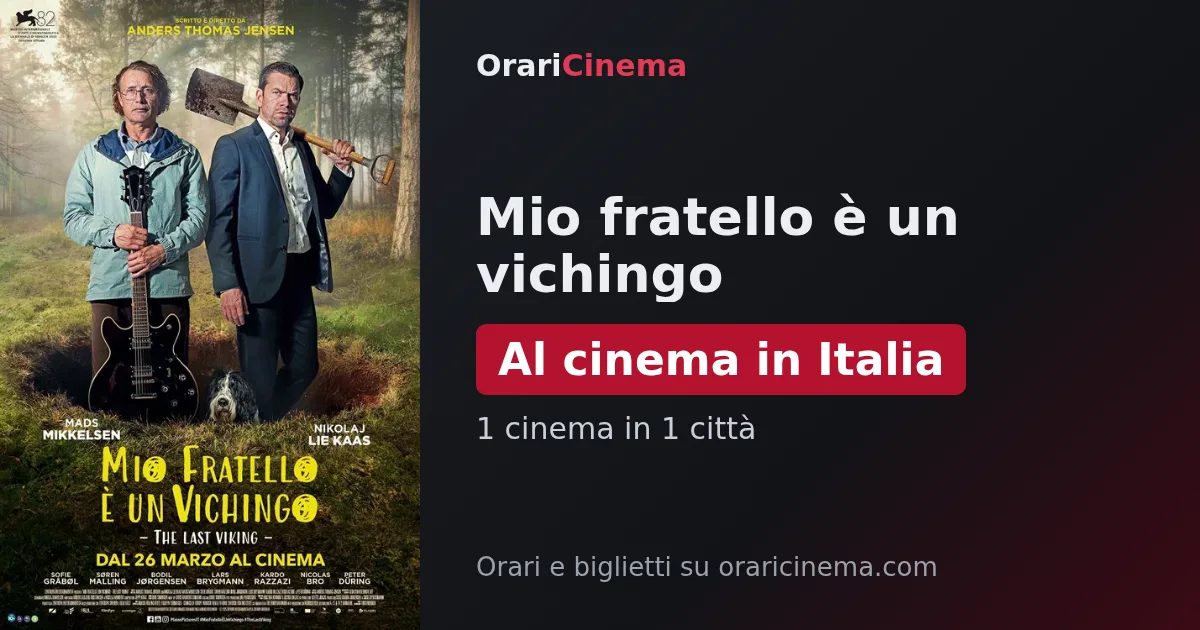 82
SCRITTO E DIRETTO DA
ANDERS THOMAS JENSEN
MADS
MIKKELSEN
NIKOLAJ
LIE KAAS
MIO FRATELLO
È UN VICHINGO
– THE LAST VIKING –
DAL 26 MARZO AL CINEMA
SOFIE
GRÅBØL
SØREN
MALLING
BODIL
JØRGENSEN
LARS
BRYGMANN
KARDO
RAZZAZI
NICOLAS
BRO
PETER
DÜRING
OrariCinema
Mio fratello è un
vichingo
Al cinema in Italia
1 cinema in 1 città
Orari e biglietti su oraricinema.com